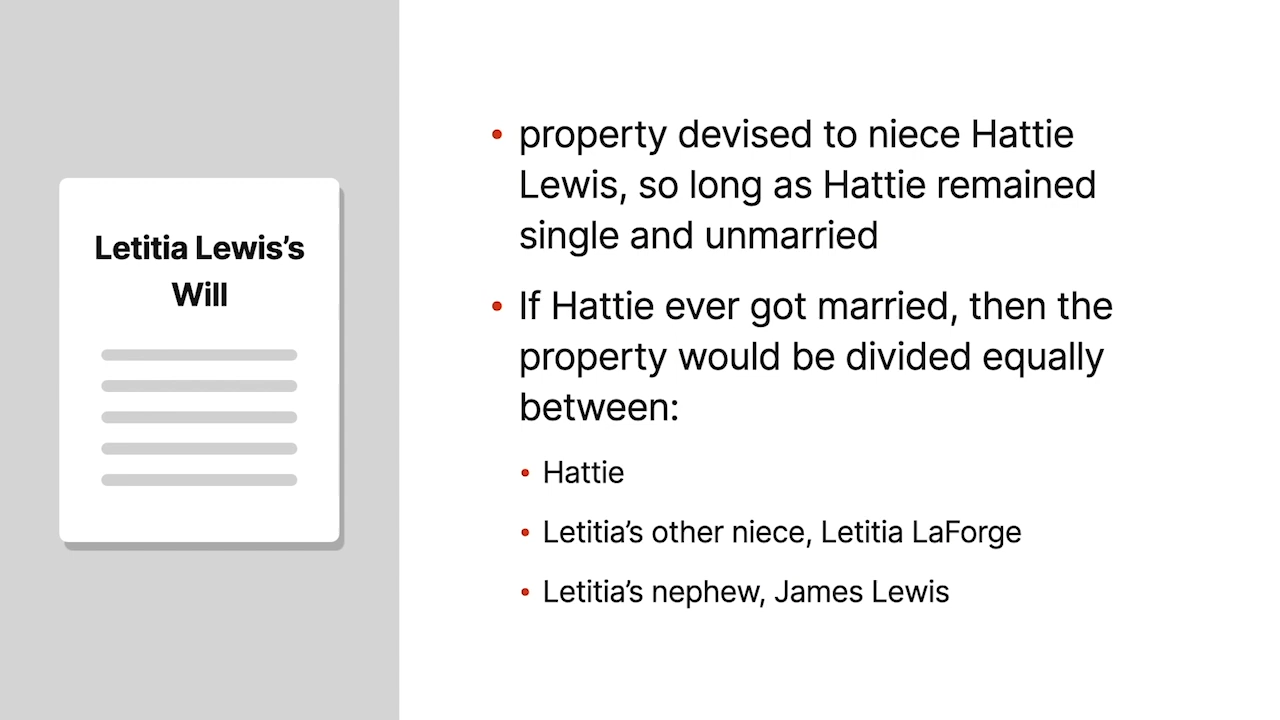 Letitia Lewis’s
Will
• property devised to niece Hattie
Lewis, so long as Hattie remained
single and unmarried
• If Hattie ever got married, then the
property would be divided equally
between:
• Hattie
• Letitia’s other niece, Letitia LaForge
• Letitia’s nephew, James Lewis